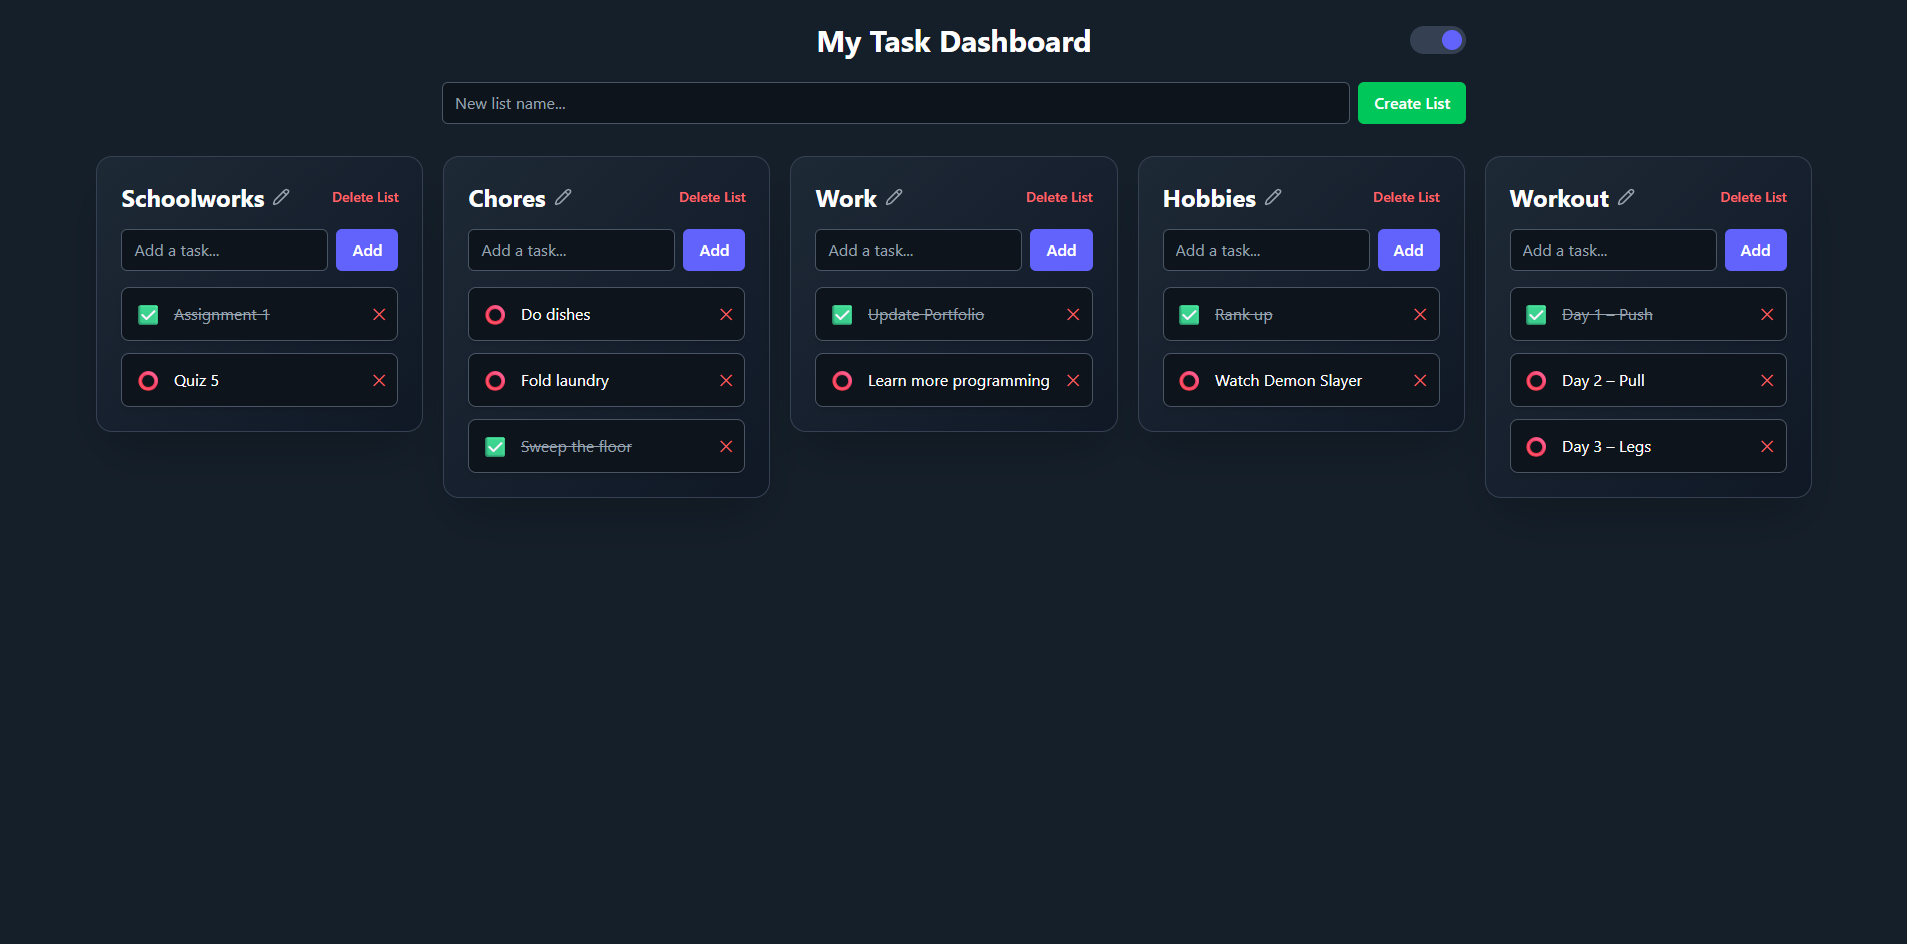 My Task Dashboard
New list name...
Create List
Schoolworks
Delete List
Add a task...
Add
Assignment 1
Quiz 5
Chores
Delete List
Add a task...
Add
Do dishes
Fold laundry
Sweep the floor
Work
Delete List
Add a task...
Add
Update Portfolio
Learn more programming
Hobbies
Delete List
Add a task...
Add
Rank up
Watch Demon Slayer
Workout
Delete List
Add a task...
Add
Day 1 – Push
Day 2 – Pull
Day 3 – Legs